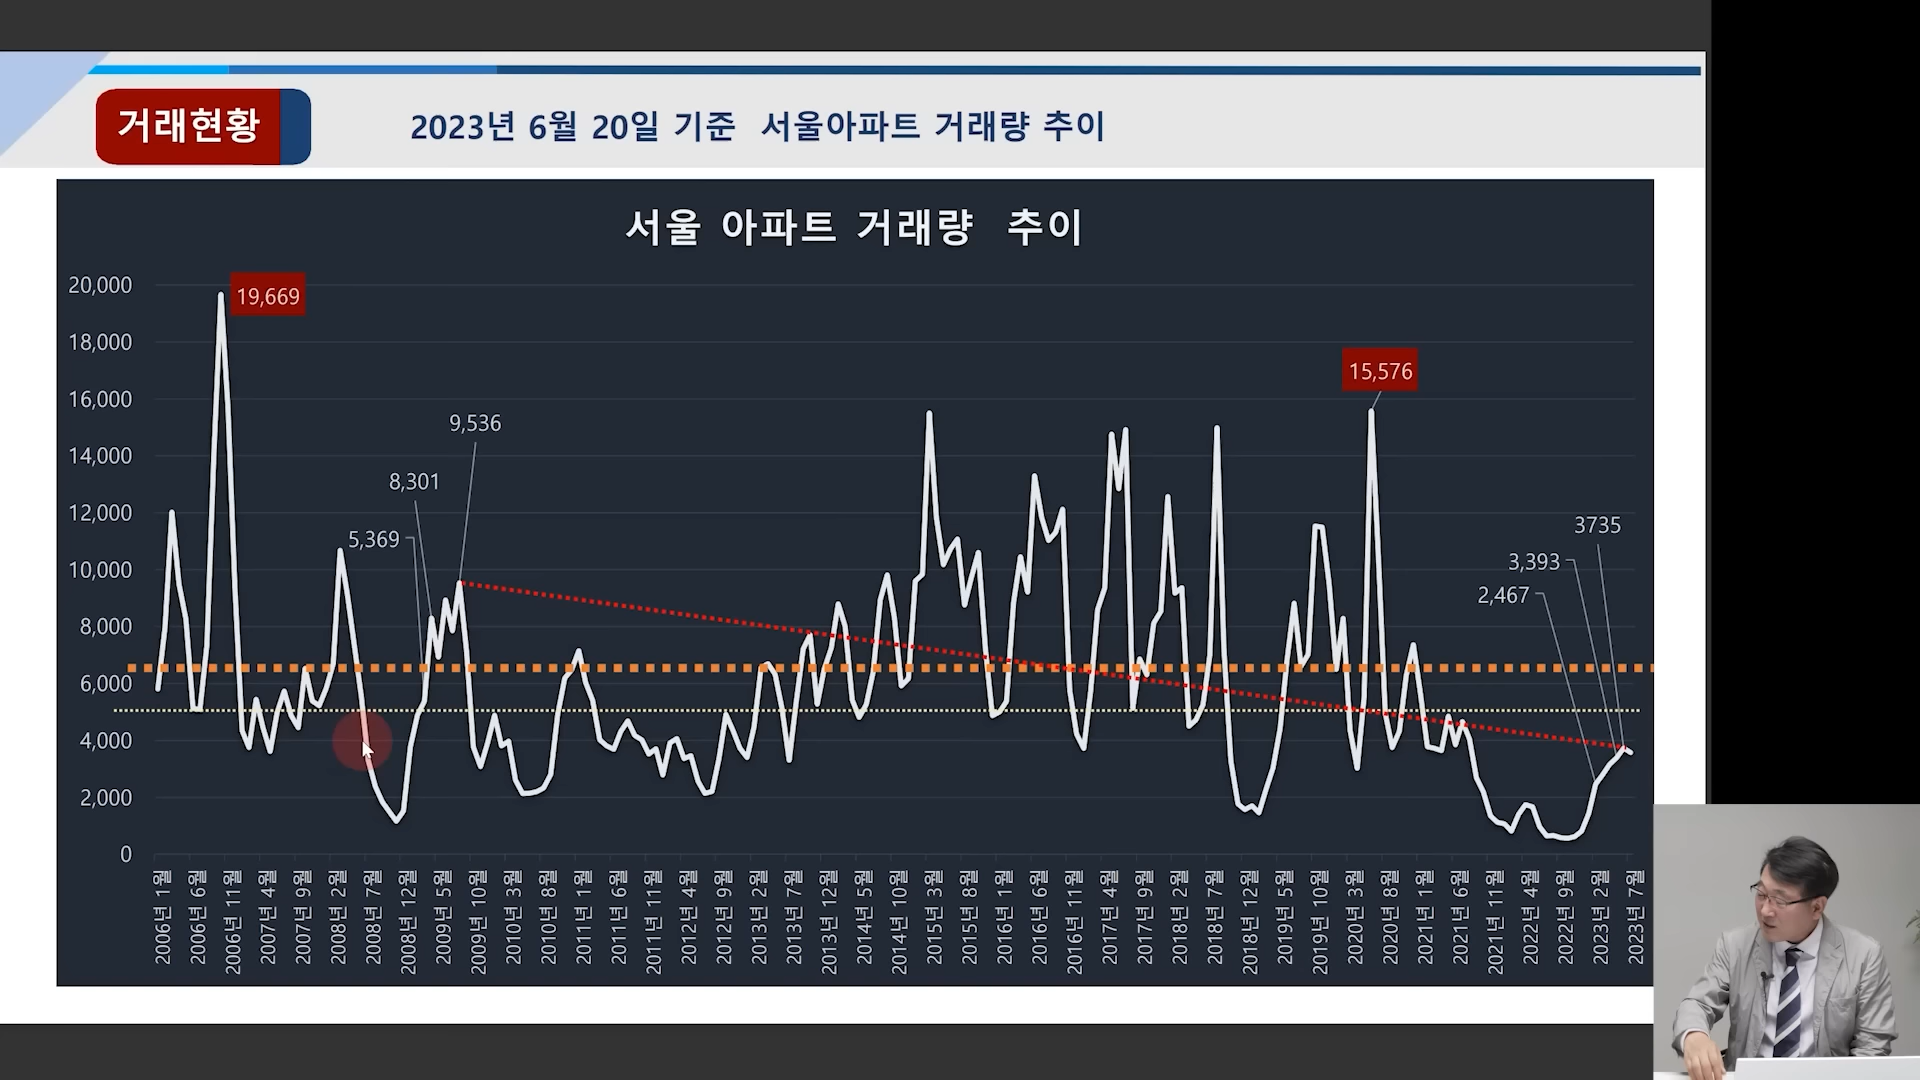 거래현황
2023년 6월 20일 기준 서울아파트 거래량 추이
서울 아파트 거래량 추이
20,000
18,000
16,000
14,000
12,000
10,000
8,000
6,000
4,000
2,000
0
19,669
5,369
8,301
9,536
15,576
2,467
3,393
3735
2006년 1월
2006년 6월
2006년 11월
2007년 4월
2007년 9월
2008년 2월
2008년 7월
2008년 12월
2009년 5월
2009년 10월
2010년 3월
2010년 8월
2011년 1월
2011년 6월
2011년 11월
2012년 4월
2012년 9월
2013년 2월
2013년 7월
2013년 12월
2014년 5월
2014년 10월
2015년 3월
2015년 8월
2016년 1월
2016년 6월
2016년 11월
2017년 4월
2017년 9월
2018년 2월
2018년 7월
2018년 12월
2019년 5월
2019년 10월
2020년 3월
2020년 8월
2021년 1월
2021년 6월
2021년 11월
2022년 4월
2022년 9월
2023년 2월
2023년 7월